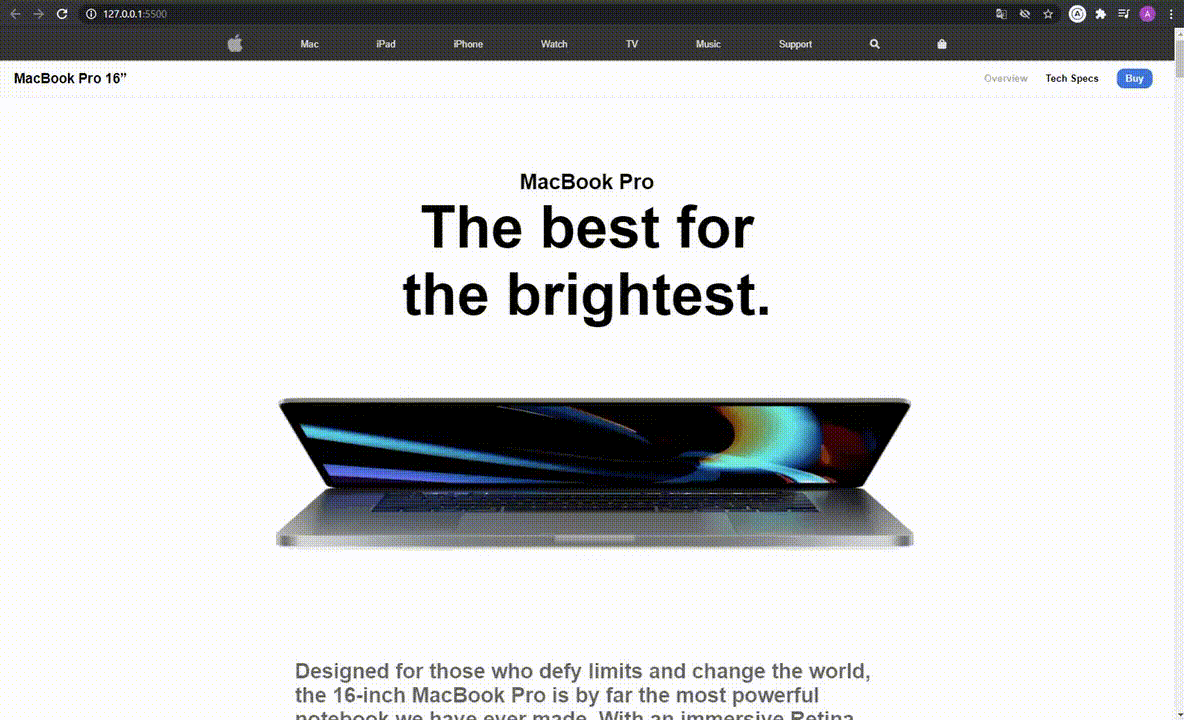 127.0.0.1:5500
A
A
Mac iPad iPhone Watch TV Music Support
MacBook Pro 16”
Overview Tech Specs Buy
MacBook Pro
The best for
the brightest.
Designed for those who defy limits and change the world,
the 16-inch MacBook Pro is by far the most powerful
notebook we have ever made. With an immersive Retina